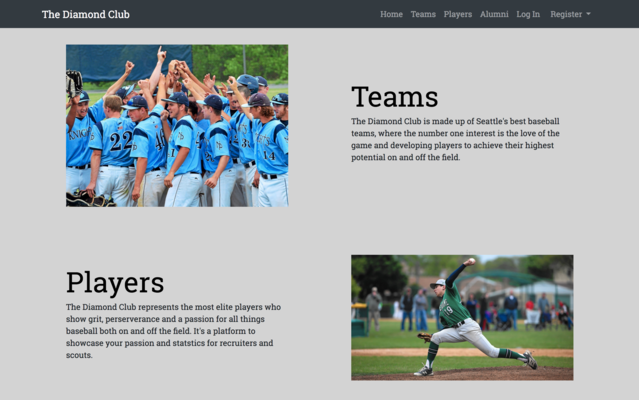 The Diamond Club
Home Teams Players Alumni Log In Register
22
14
Teams
The Diamond Club is made up of Seattle's best baseball
teams, where the number one interest is the love of the
game and developing players to achieve their highest
potential on and off the field.
Players
The Diamond Club represents the most elite players who
show grit, perserverance and a passion for all things
baseball both on and off the field. It's a platform to
showcase your passion and statstics for recruiters and
scouts.
19